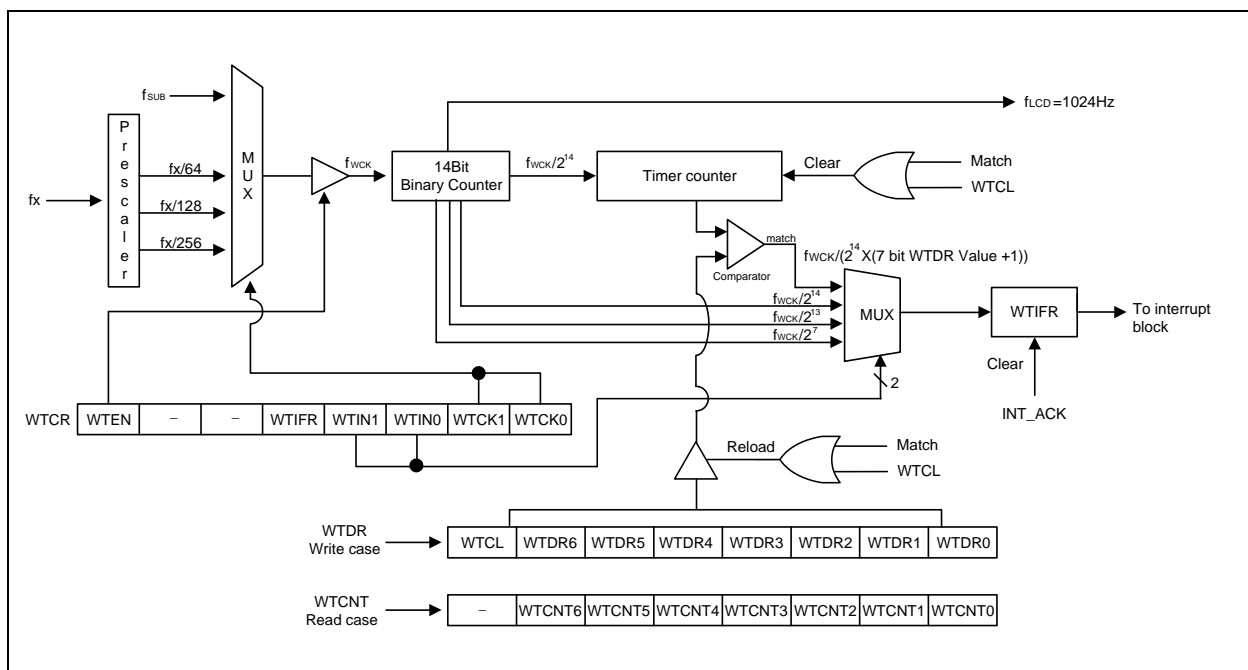 fSUB
Prescaler
fx
fx/64
fx/128
fx/256
MUX
fWCK
14Bit
Binary Counter
fLCD=1024Hz
fWCK/2^14
Timer counter
Clear
Match
WTCL
match
Comparator
fWCK/(2^14 X(7 bit WTDR Value +1))
fWCK/2^14
fWCK/2^13
fWCK/2^7
MUX
2
WTIFR
To interrupt
block
Clear
INT_ACK
WTCR WTEN – – WTIFR WTIN1 WTIN0 WTCK1 WTCK0
Reload
Match
WTCL
WTDR
Write case
WTCL WTDR6 WTDR5 WTDR4 WTDR3 WTDR2 WTDR1 WTDR0
WTCNT
Read case
– WTCNT6 WTCNT5 WTCNT4 WTCNT3 WTCNT2 WTCNT1 WTCNT0